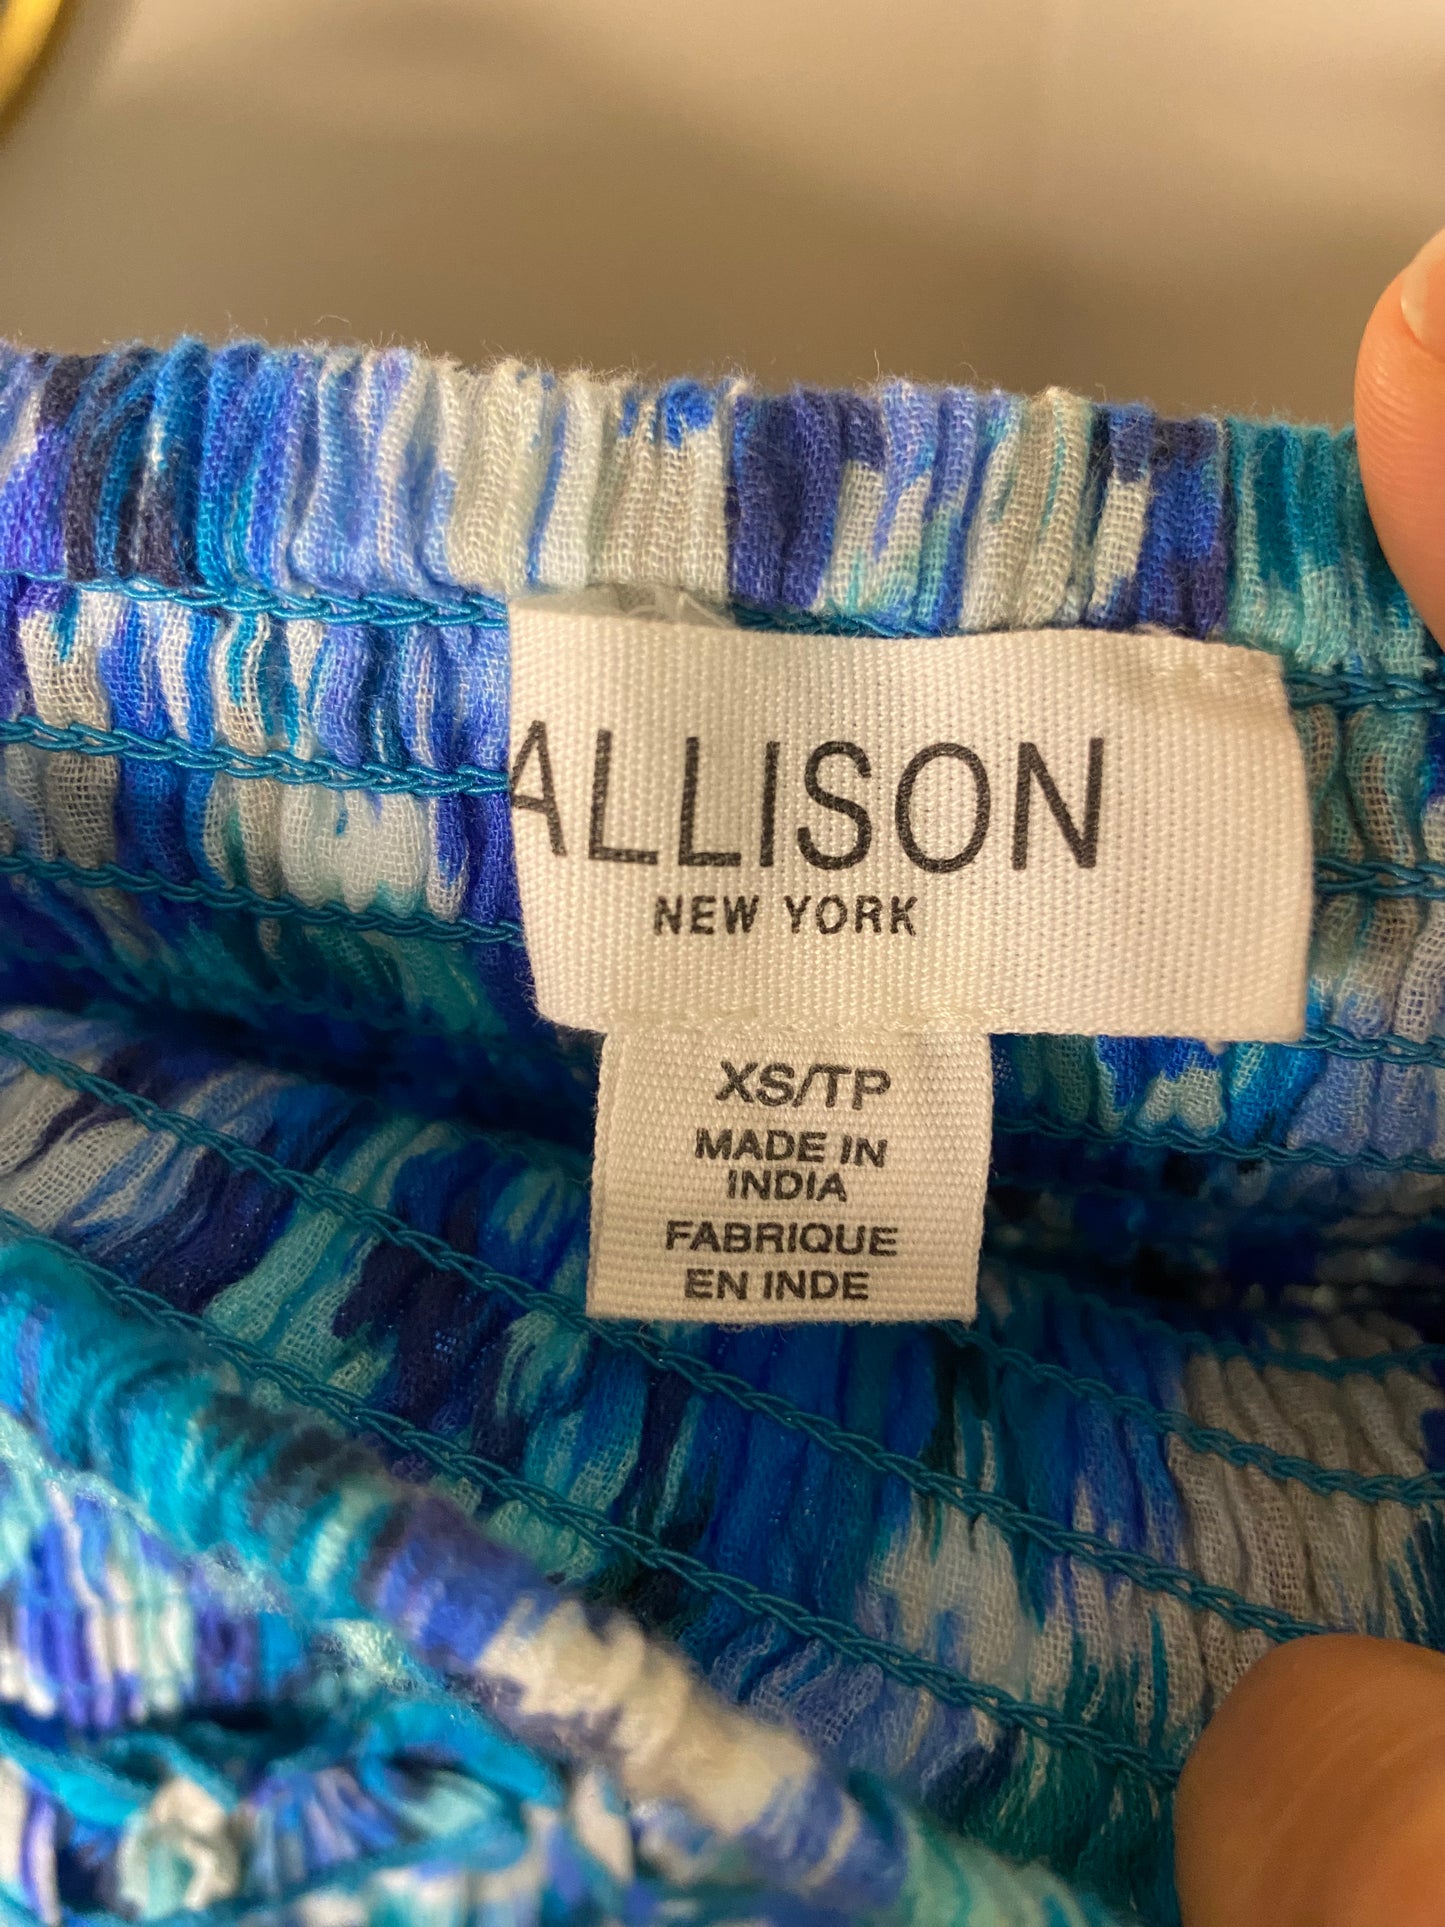 ALLISON
NEW YORK
XS/TP
MADE IN
INDIA
FABRIQUE
EN INDE